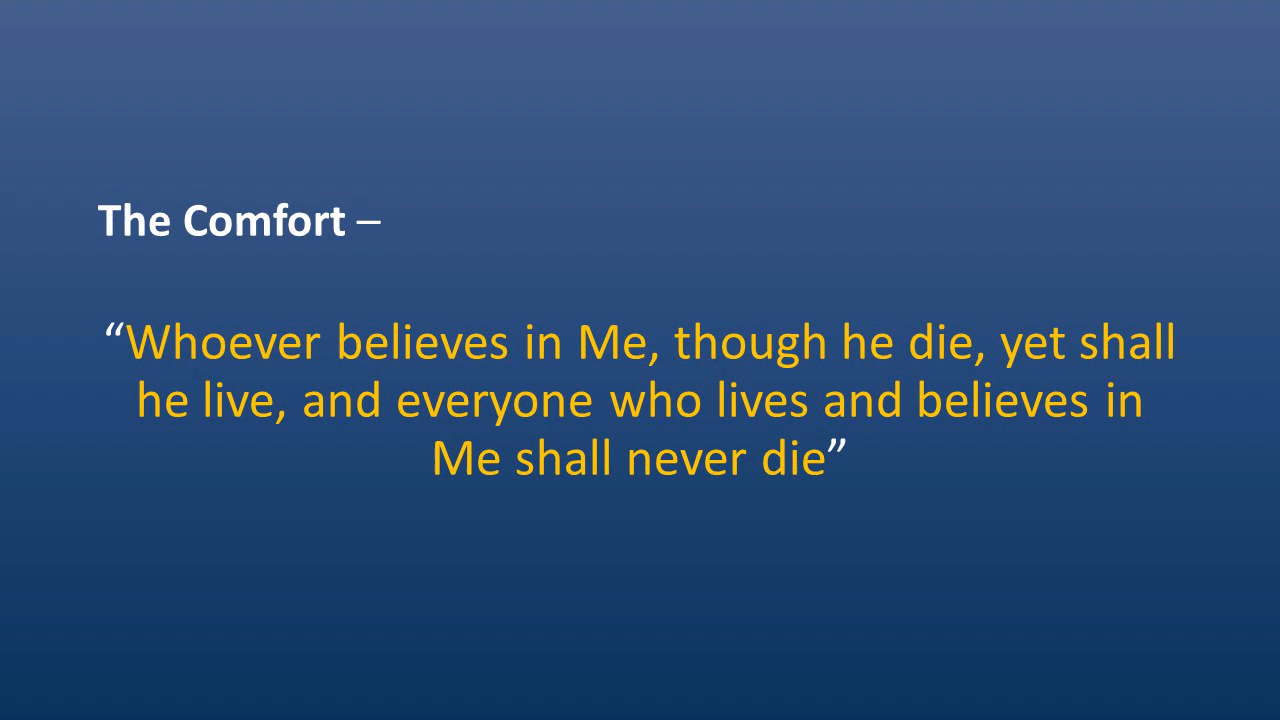 The Comfort –
“Whoever believes in Me, though he die, yet shall
he live, and everyone who lives and believes in
Me shall never die”